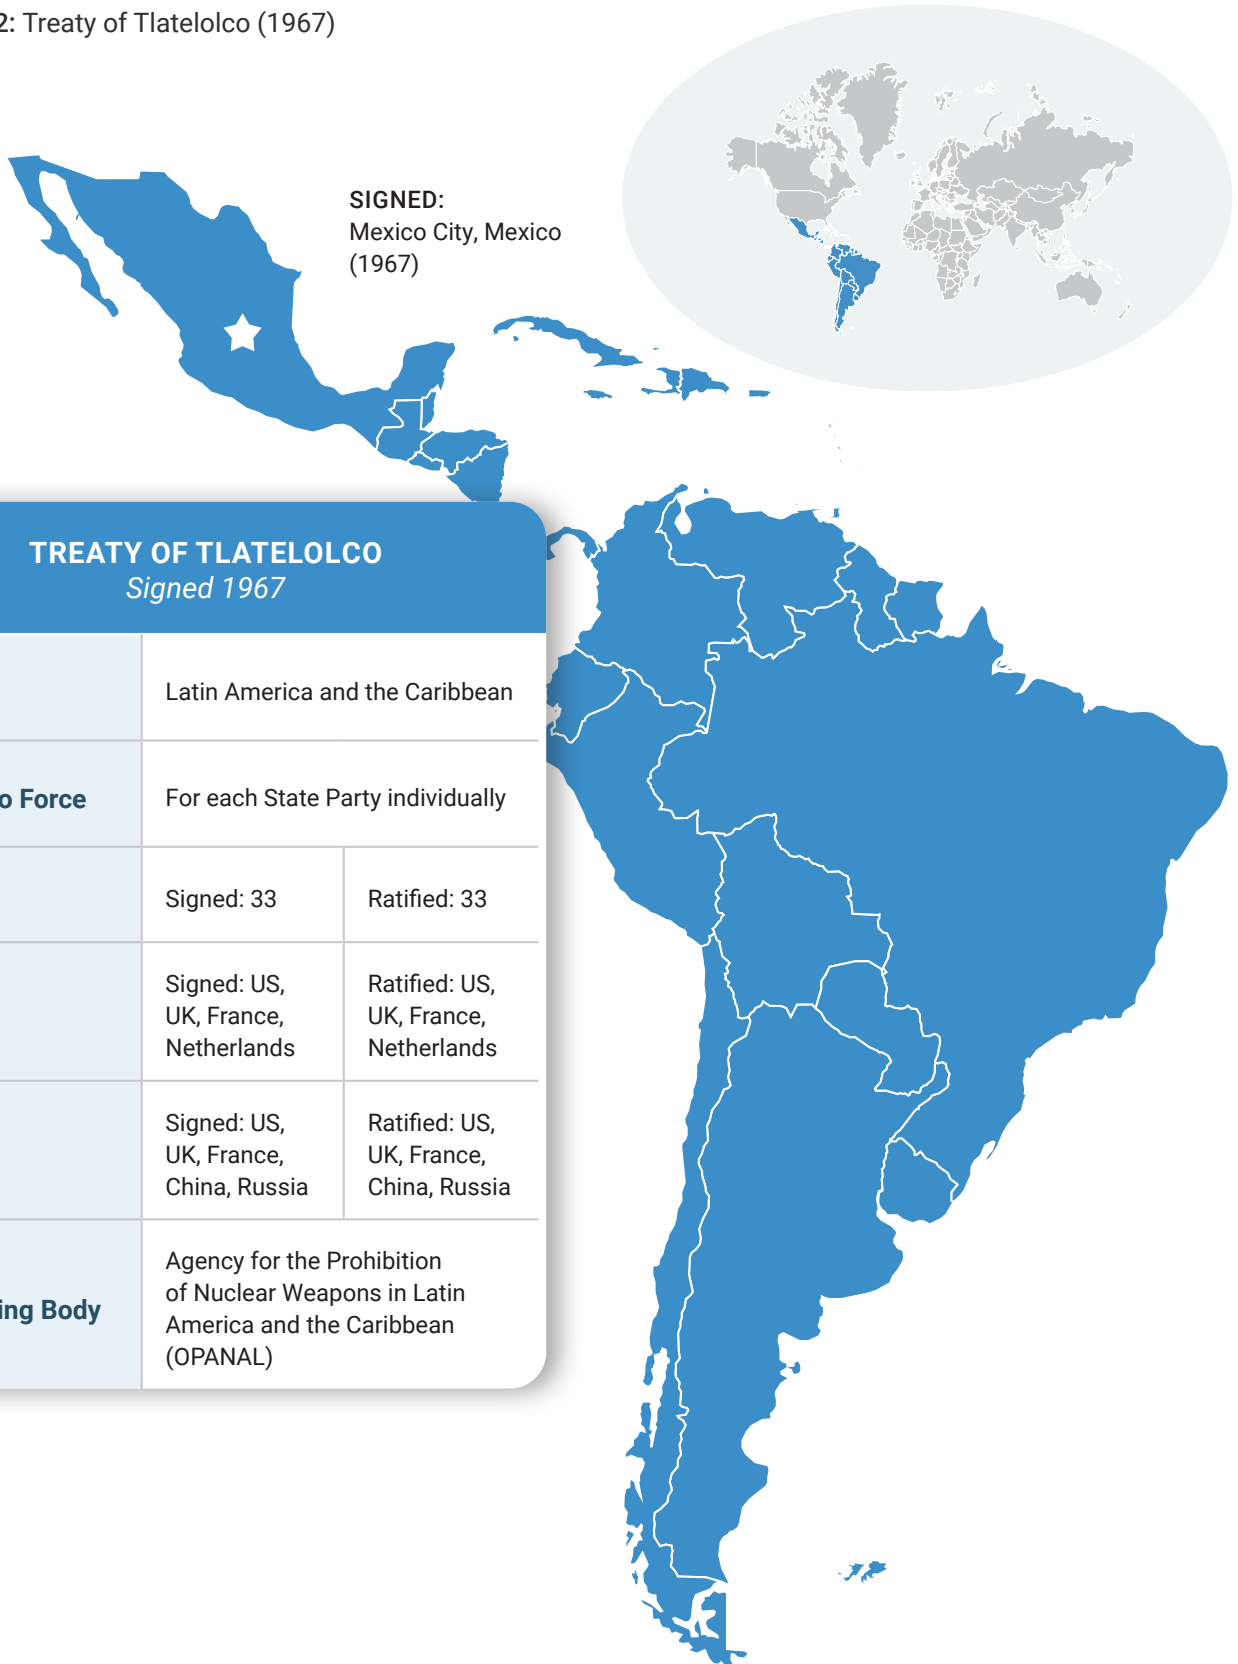 2: Treaty of Tlatelolco (1967)
SIGNED:
Mexico City, Mexico
(1967)
TREATY OF TLATELOLCO
Signed 1967
Latin America and the Caribbean
o Force
For each State Party individually
Signed: 33
Ratified: 33
Signed: US,
UK, France,
Netherlands
Ratified: US,
UK, France,
Netherlands
Signed: US,
UK, France,
China, Russia
Ratified: US,
UK, France,
China, Russia
ing Body
Agency for the Prohibition
of Nuclear Weapons in Latin
America and the Caribbean
(OPANAL)